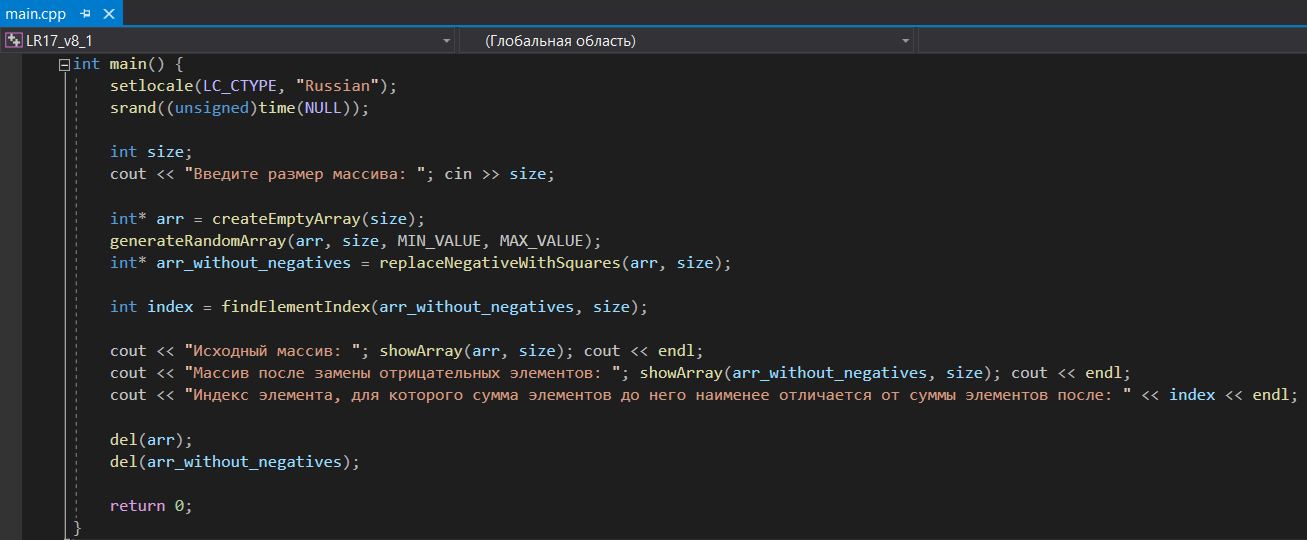 main.cpp
LR17_v8_1 (Глобальная область)
int main() {
setlocale(LC_CTYPE, "Russian");
srand((unsigned)time(NULL));
int size;
cout << "Введите размер массива: "; cin >> size;
int* arr = createEmptyArray(size);
generateRandomArray(arr, size, MIN_VALUE, MAX_VALUE);
int* arr_without_negatives = replaceNegativeWithSquares(arr, size);
int index = findElementIndex(arr_without_negatives, size);
cout << "Исходный массив: "; showArray(arr, size); cout << endl;
cout << "Массив после замены отрицательных элементов: "; showArray(arr_without_negatives, size); cout << endl;
cout << "Индекс элемента, для которого сумма элементов до него наименее отличается от суммы элементов после: " << index << endl;
del(arr);
del(arr_without_negatives);
return 0;
}